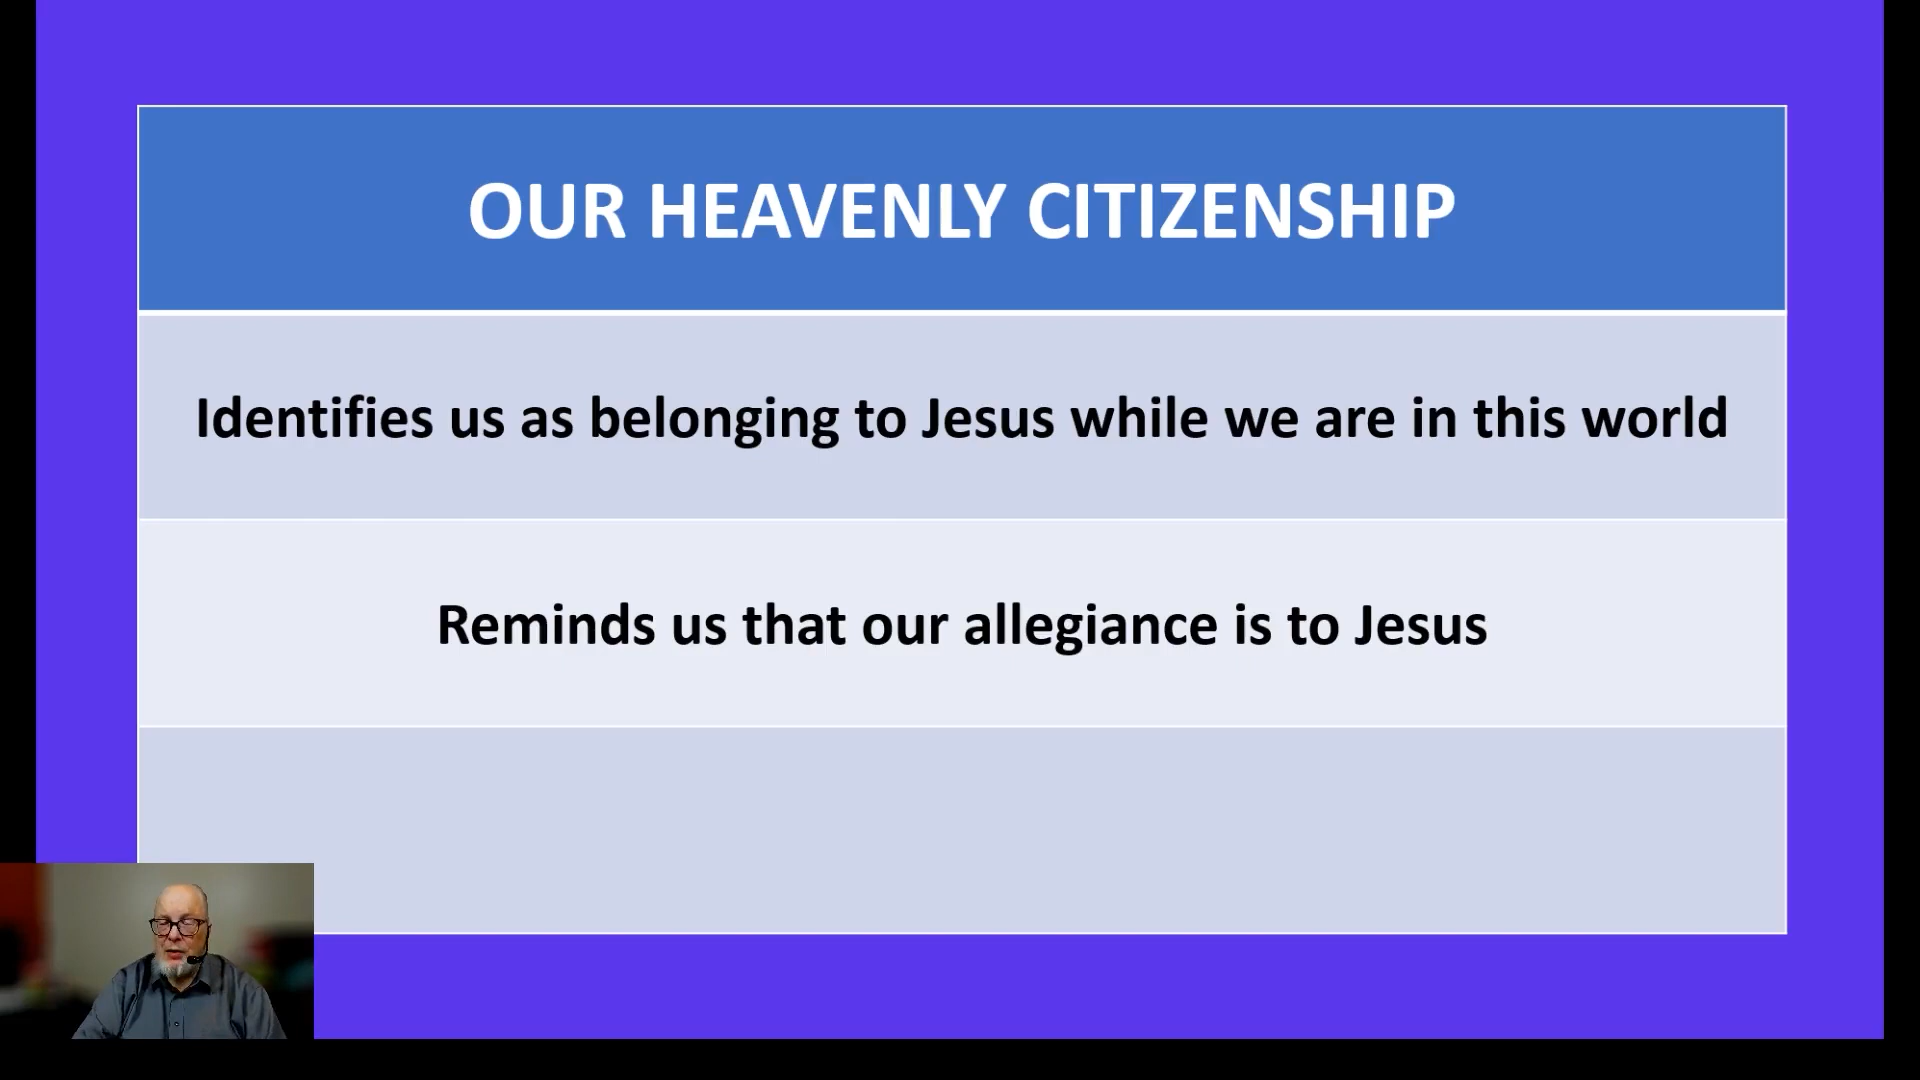 OUR HEAVENLY CITIZENSHIP
Identifies us as belonging to Jesus while we are in this world
Reminds us that our allegiance is to Jesus